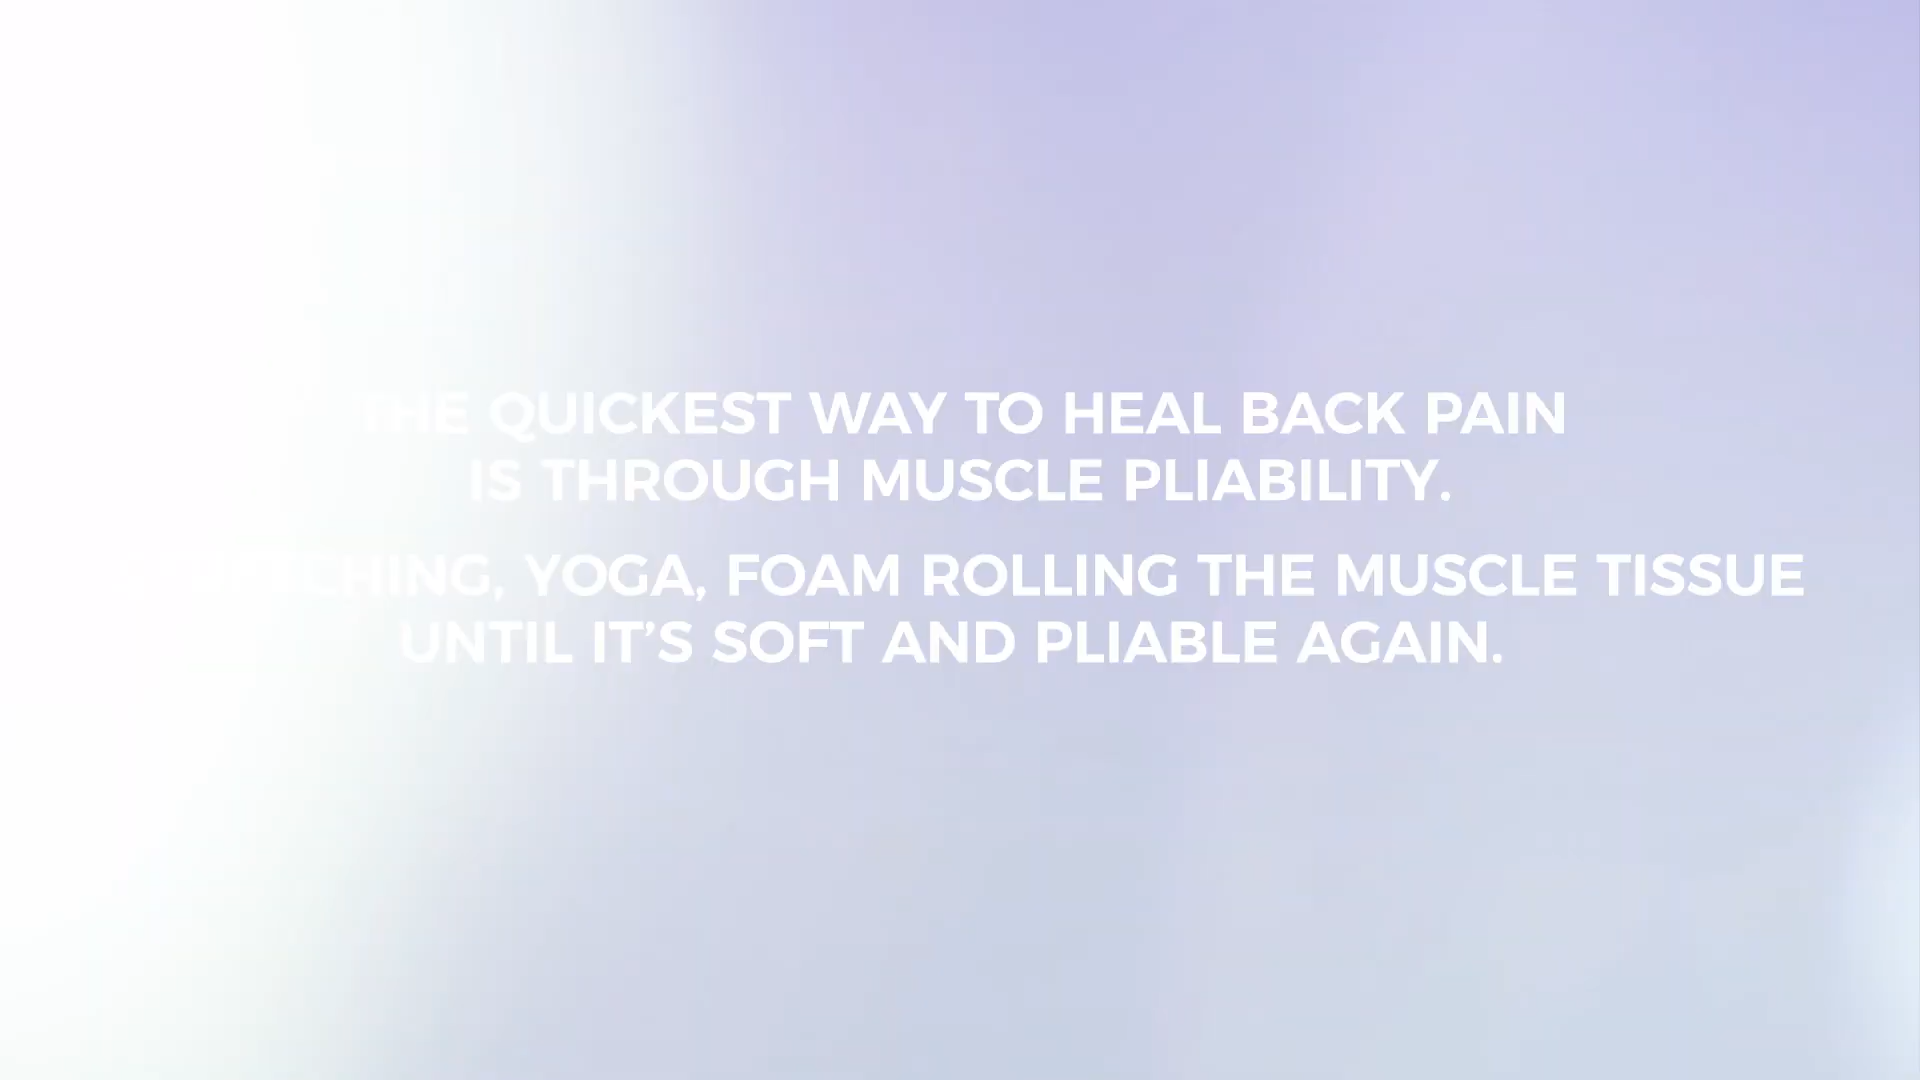 THE QUICKEST WAY TO HEAL BACK PAIN
IS THROUGH MUSCLE PLIABILITY.
YOGA, FOAM ROLLING THE MUSCLE TISSUE
UNTIL IT’S SOFT AND PLIABLE AGAIN.